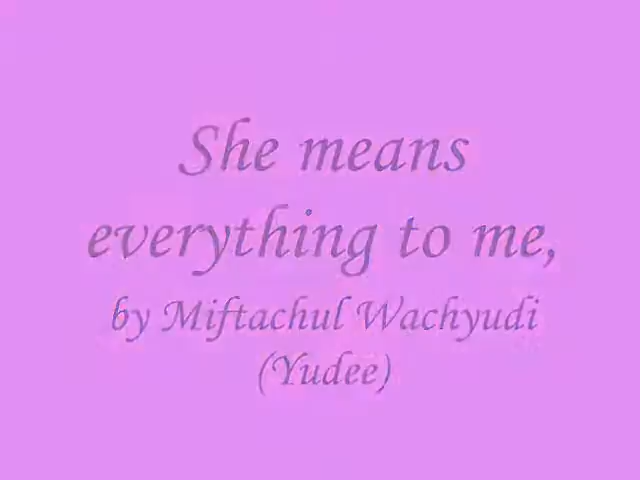 She means
everything to me,
by Miftachul Wachyudi
(Yudee)